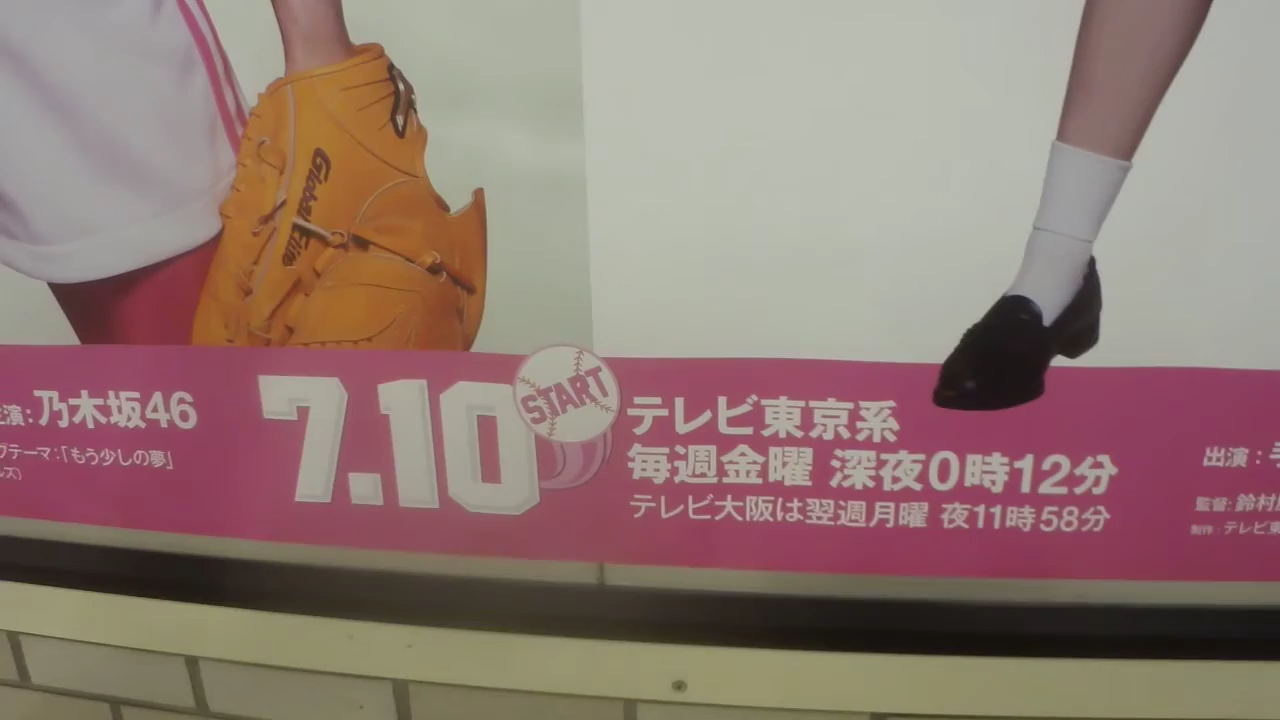 Global Elite
演:乃木坂46
テーマ:「もう少しの夢」
7.10
START
テレビ東京系
毎週金曜 深夜0時12分
テレビ大阪は翌週月曜 夜11時58分
出演:
監督:鈴村
制作:テレビ東